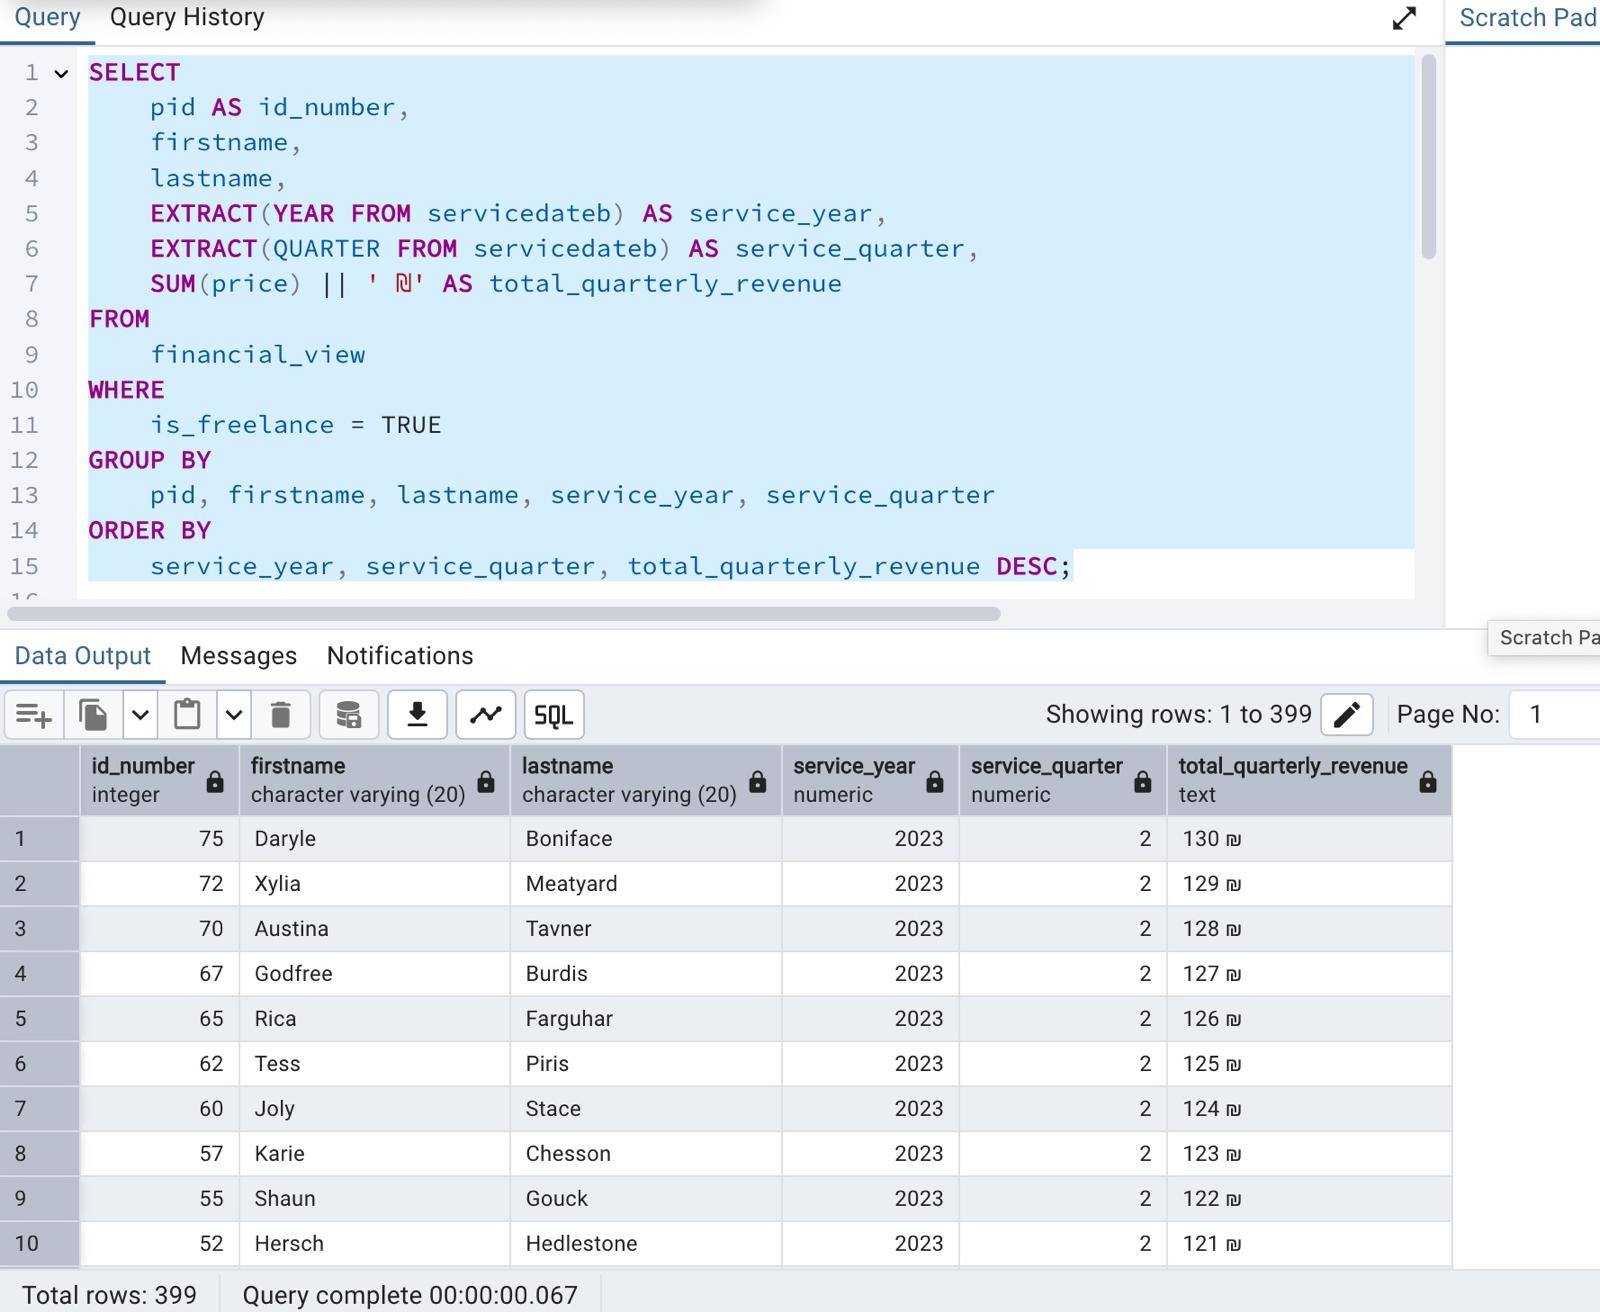 Query Query History Scratch Pad
1 SELECT
2 pid AS id_number,
3 firstname,
4 lastname,
5 EXTRACT(YEAR FROM servicedateb) AS service_year,
6 EXTRACT(QUARTER FROM servicedateb) AS service_quarter,
7 SUM(price) || ' ₪' AS total_quarterly_revenue
8 FROM
9 financial_view
10 WHERE
11 is_freelance = TRUE
12 GROUP BY
13 pid, firstname, lastname, service_year, service_quarter
14 ORDER BY
15 service_year, service_quarter, total_quarterly_revenue DESC;
16
Scratch Pa
Data Output Messages Notifications
SQL Showing rows: 1 to 399 Page No: 1
id_number firstname lastname service_year service_quarter total_quarterly_revenue
integer character varying (20) character varying (20) numeric numeric text
1 75 Daryle Boniface 2023 2 130 ₪
2 72 Xylia Meatyard 2023 2 129 ₪
3 70 Austina Tavner 2023 2 128 ₪
4 67 Godfree Burdis 2023 2 127 ₪
5 65 Rica Farguhar 2023 2 126 ₪
6 62 Tess Piris 2023 2 125 ₪
7 60 Joly Stace 2023 2 124 ₪
8 57 Karie Chesson 2023 2 123 ₪
9 55 Shaun Gouck 2023 2 122 ₪
10 52 Hersch Hedlestone 2023 2 121 ₪
Total rows: 399 Query complete 00:00:00.067